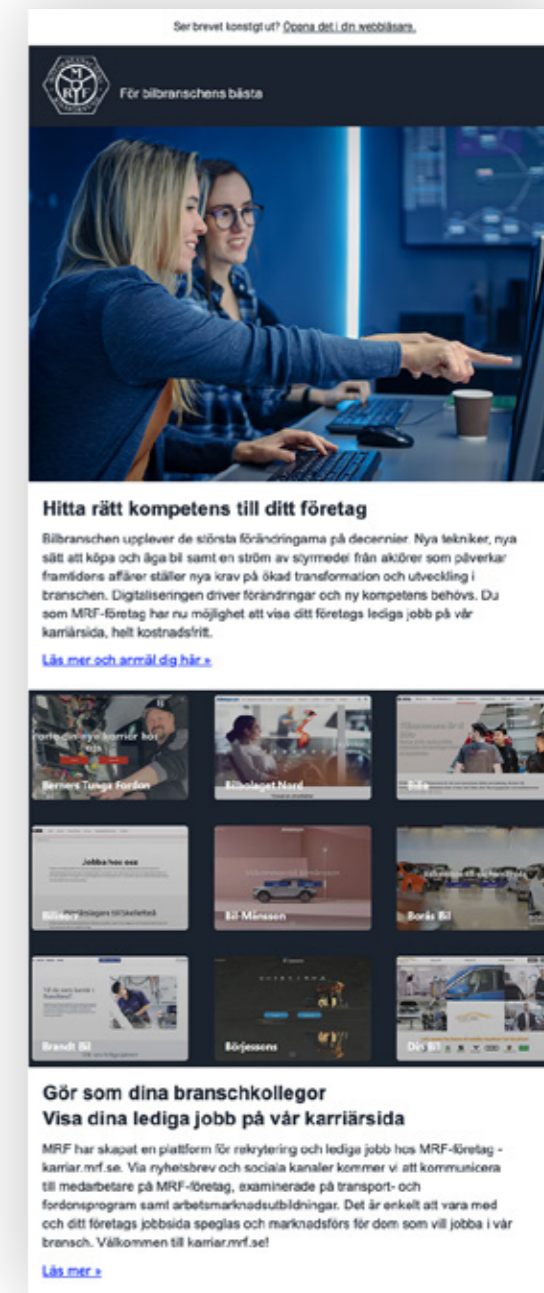 Ser brevet konstigt ut? Öppna det i din webbläsare.
M
R F
För bilbranschens bästa
Hitta rätt kompetens till ditt företag
Bilbranschen upplever de största förändringarna på decennier. Nya tekniker, nya
sätt att köpa och äga bil samt en ström av styrmedel från aktörer som påverkar
framtidens affärer ställer nya krav på ökad transformation och utveckling i
branschen. Digitaliseringen driver förändringar och ny kompetens behövs. Du
som MRF-företag har nu möjlighet att visa ditt företags lediga jobb på vår
karriärsida, helt kostnadsfritt.
Läs mer och anmäl dig här »
din nya karriär hos
oss
Berners Tunga Fordon
Bilbolaget Nord
Bilia
Jobba hos oss
Bilmånsson
Bil-Månsson
Borås Bil
Brandt Bil
Börjessons
Din Bil
Gör som dina branschkollegor
Visa dina lediga jobb på vår karriärsida
MRF har skapat en plattform för rekrytering och lediga jobb hos MRF-företag -
karriar.mrf.se. Via nyhetsbrev och sociala kanaler kommer vi att kommunicera
till medarbetare på MRF-företag, examinerade på transport- och
fordonsprogram samt arbetsmarknadsutbildningar. Det är enkelt att vara med
och ditt företags jobbsida speglas och marknadsförs för dom som vill jobba i vår
bransch. Välkommen till karriar.mrf.se!
Läs mer »